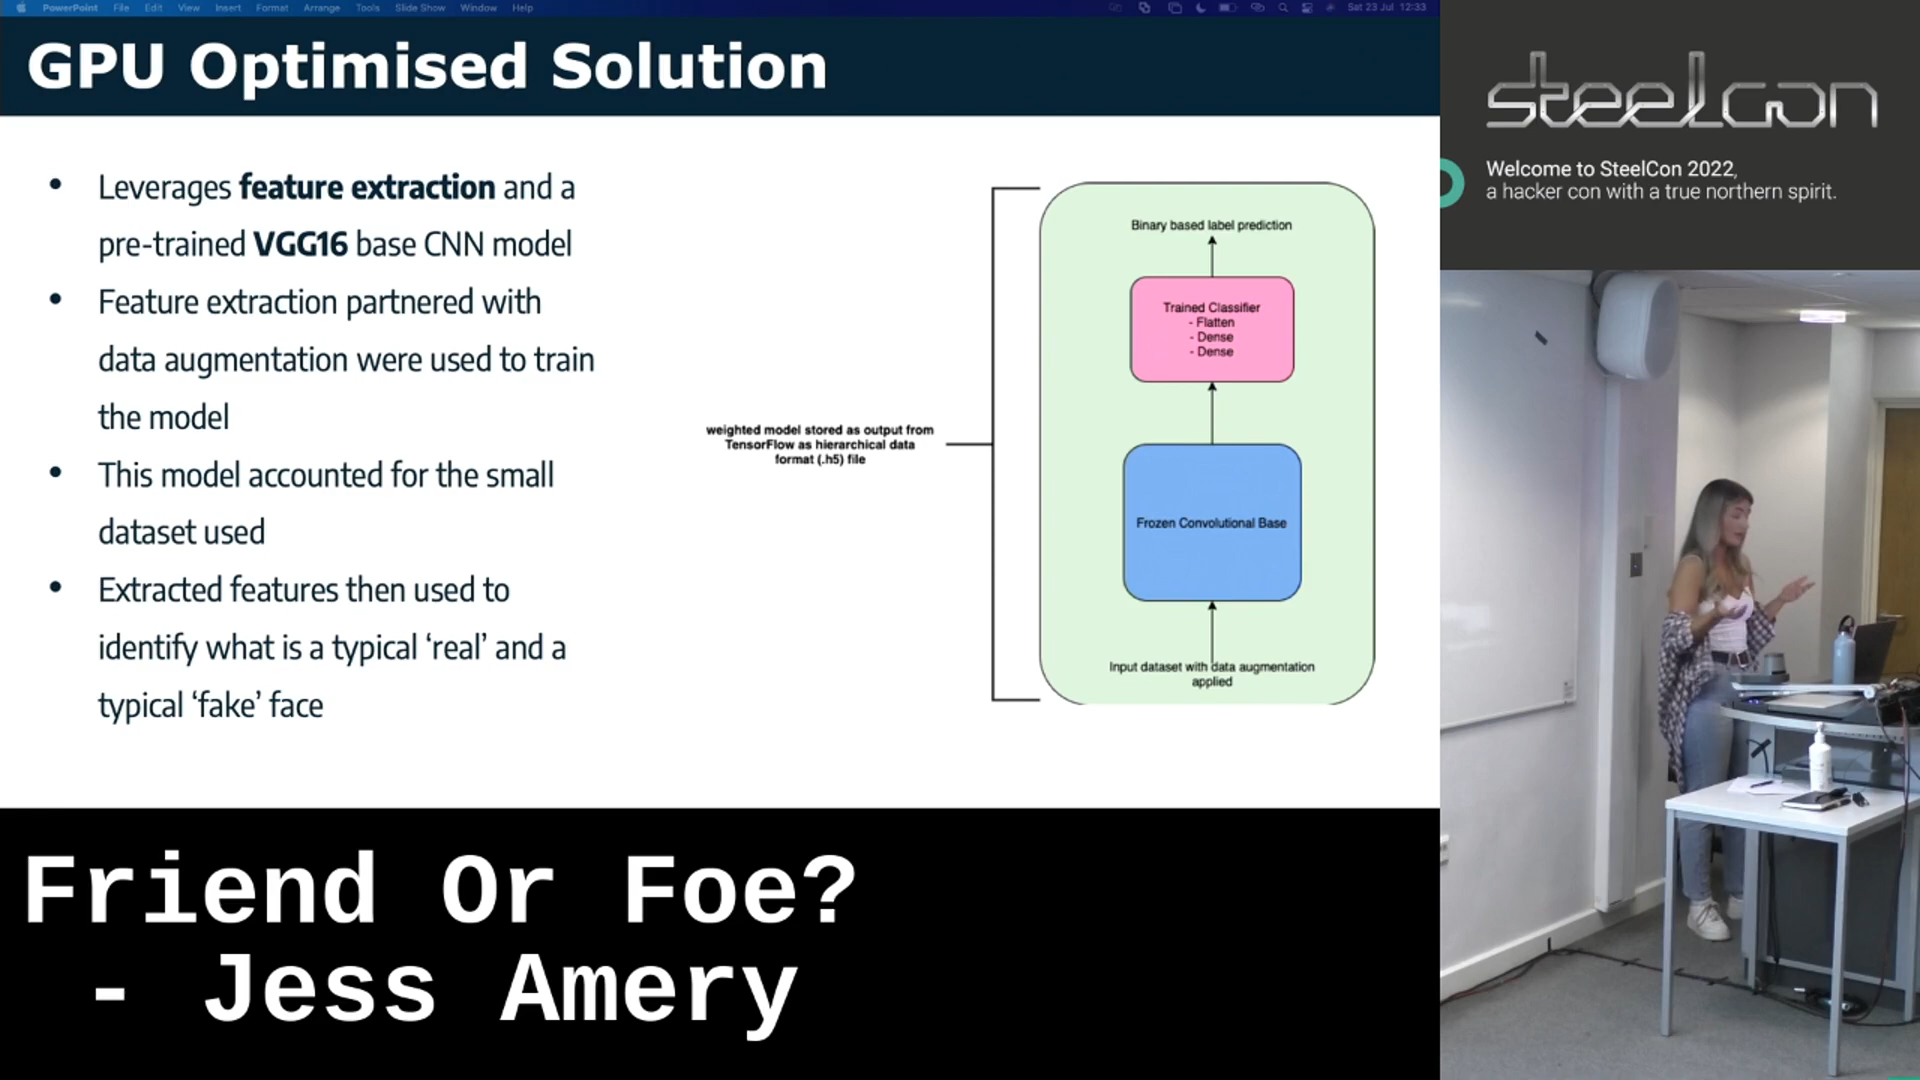 PowerPoint File Edit View Insert Format Arrange Tools Slide Show Window Help
Sat 23 Jul 12:33
GPU Optimised Solution
• Leverages feature extraction and a
pre-trained VGG16 base CNN model
• Feature extraction partnered with
data augmentation were used to train
the model
• This model accounted for the small
dataset used
• Extracted features then used to
identify what is a typical ‘real’ and a
typical ‘fake’ face
weighted model stored as output from
TensorFlow as hierarchical data
format (.h5) file
Binary based label prediction
Trained Classifier
- Flatten
- Dense
- Dense
Frozen Convolutional Base
Input dataset with data augmentation
applied
steelcon
Welcome to SteelCon 2022,
a hacker con with a true northern spirit.
Friend Or Foe?
- Jess Amery